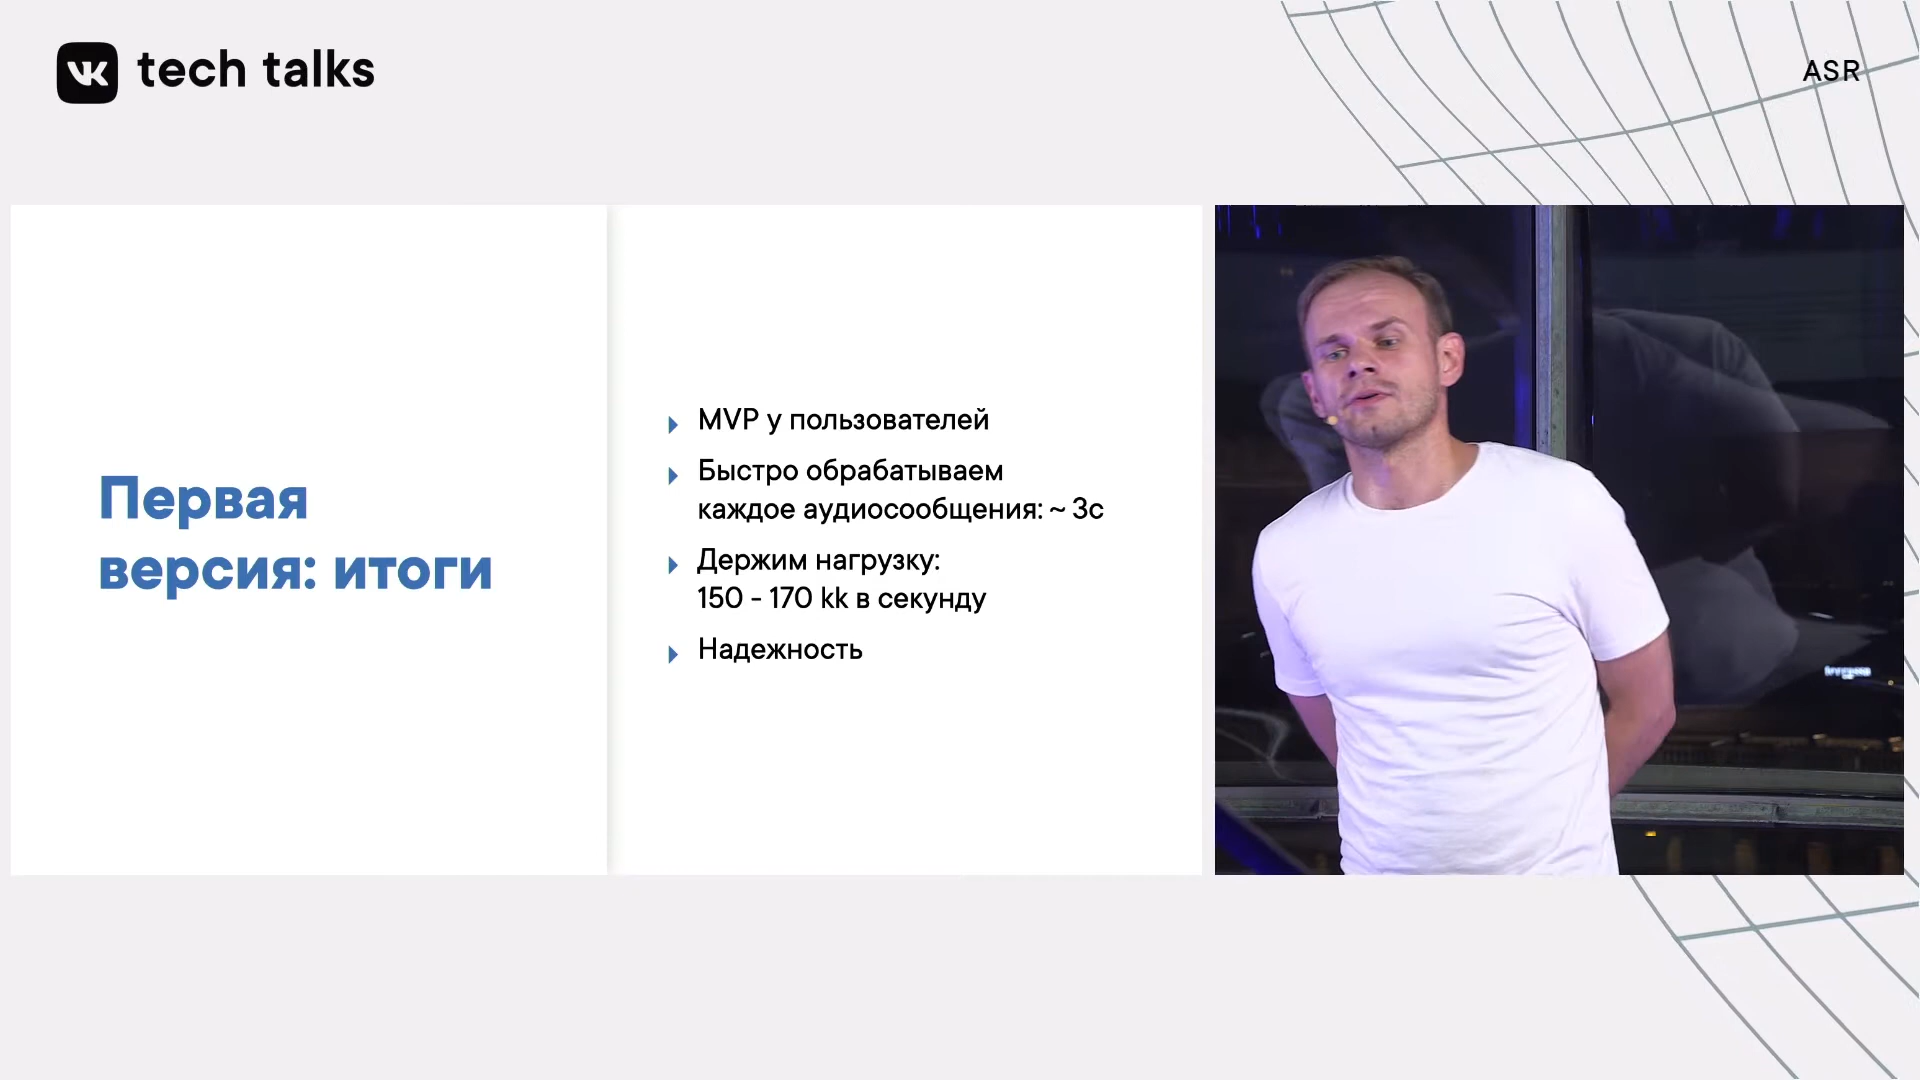 VK tech talks
ASR
Первая
версия: итоги
MVP у пользователей
Быстро обрабатываем
каждое аудиосообщения: ~ 3с
Держим нагрузку:
150 - 170 kk в секунду
Надежность